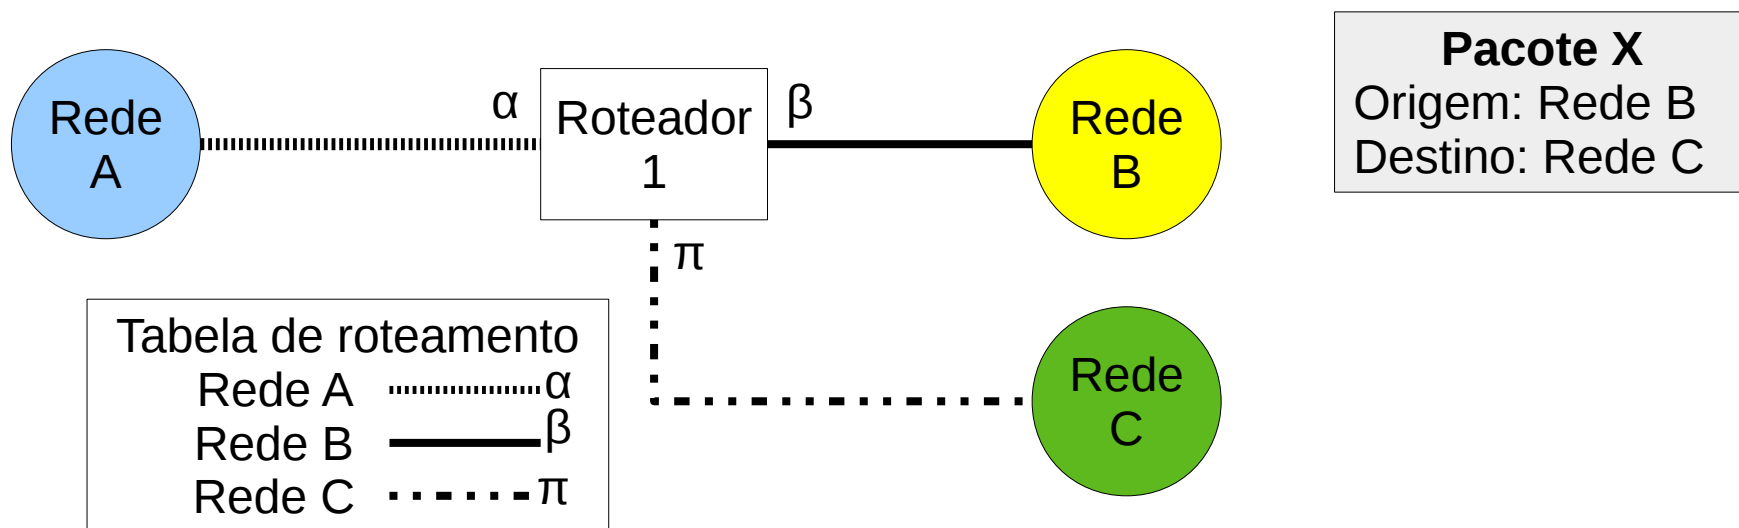 Rede
A
α
Roteador
1
β
π
Rede
B
Pacote X
Origem: Rede B
Destino: Rede C
Tabela de roteamento
Rede A α
Rede B β
Rede C π
Rede
C